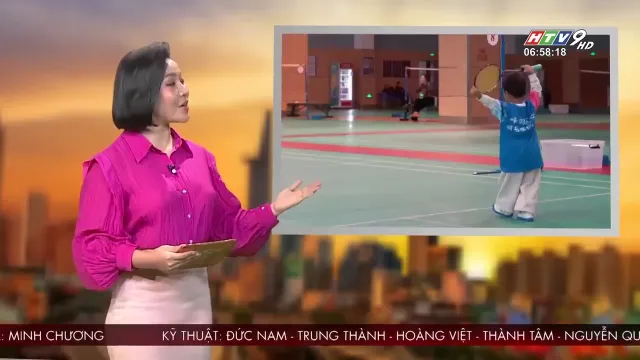 HTV9 HD
06:58:18
: MINH CHƯƠNG KỸ THUẬT: ĐỨC NAM - TRUNG THÀNH - HOÀNG VIỆT - THÀNH TÂM - NGUYỄN QU